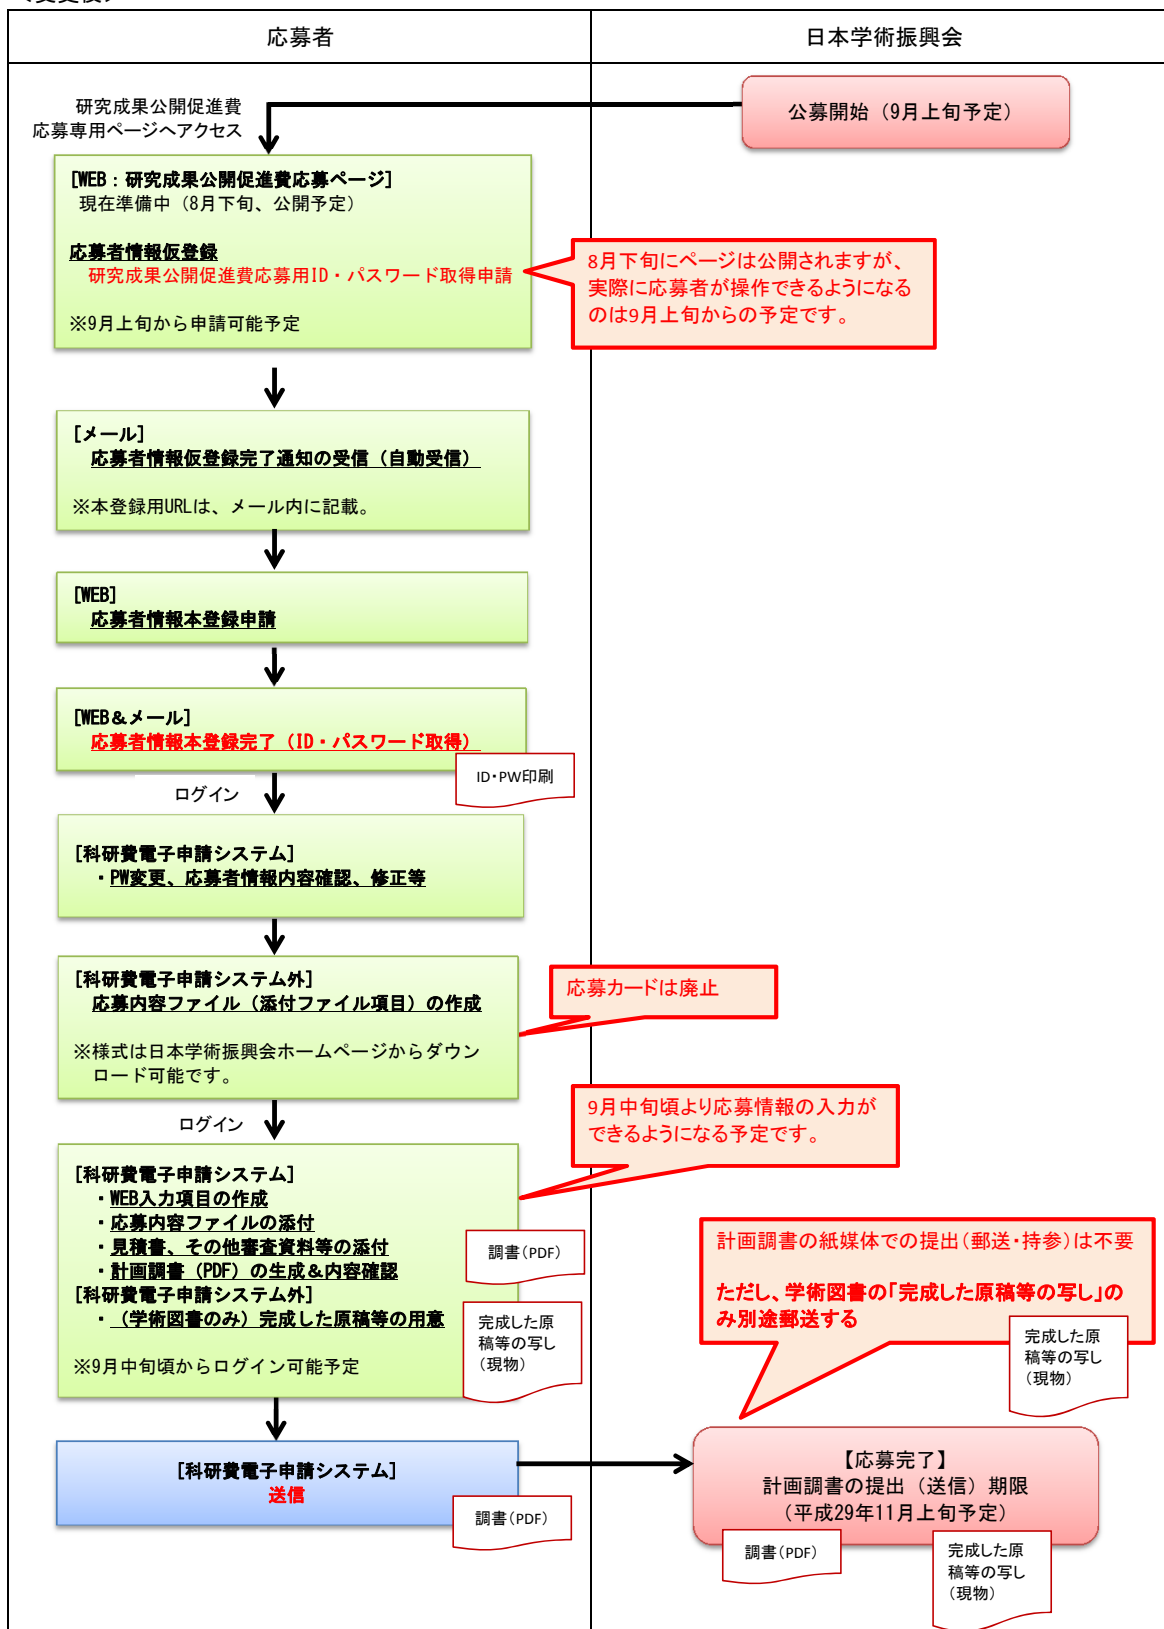 応募者
日本学術振興会
研究成果公開促進費
応募専用ページへアクセス
公募開始（9月上旬予定）
[WEB：研究成果公開促進費応募ページ]
現在準備中（8月下旬、公開予定）
応募者情報仮登録
研究成果公開促進費応募用ID・パスワード取得申請
※9月上旬から申請可能予定
8月下旬にページは公開されますが、
実際に応募者が操作できるようになる
のは9月上旬からの予定です。
[メール]
応募者情報仮登録完了通知の受信（自動受信）
※本登録用URLは、メール内に記載。
[WEB]
応募者情報本登録申請
[WEB＆メール]
応募者情報本登録完了（ID・パスワード取得）
ID・PW印刷
ログイン
[科研費電子申請システム]
・PW変更、応募者情報内容確認、修正等
[科研費電子申請システム外]
応募内容ファイル（添付ファイル項目）の作成
※様式は日本学術振興会ホームページからダウン
ロード可能です。
応募カードは廃止
ログイン
9月中旬頃より応募情報の入力が
できるようになる予定です。
[科研費電子申請システム]
・WEB入力項目の作成
・応募内容ファイルの添付
・見積書、その他審査資料等の添付
・計画調書（PDF）の生成＆内容確認
[科研費電子申請システム外]
・（学術図書のみ）完成した原稿等の用意
※9月中旬頃からログイン可能予定
調書（PDF）
完成した原
稿等の写し
（現物）
計画調書の紙媒体での提出（郵送・持参）は不要
ただし、学術図書の「完成した原稿等の写し」の
み別途郵送する
完成した原
稿等の写し
（現物）
[科研費電子申請システム]
送信
調書（PDF）
【応募完了】
計画調書の提出（送信）期限
（平成29年11月上旬予定）
調書（PDF）
完成した原
稿等の写し
（現物）